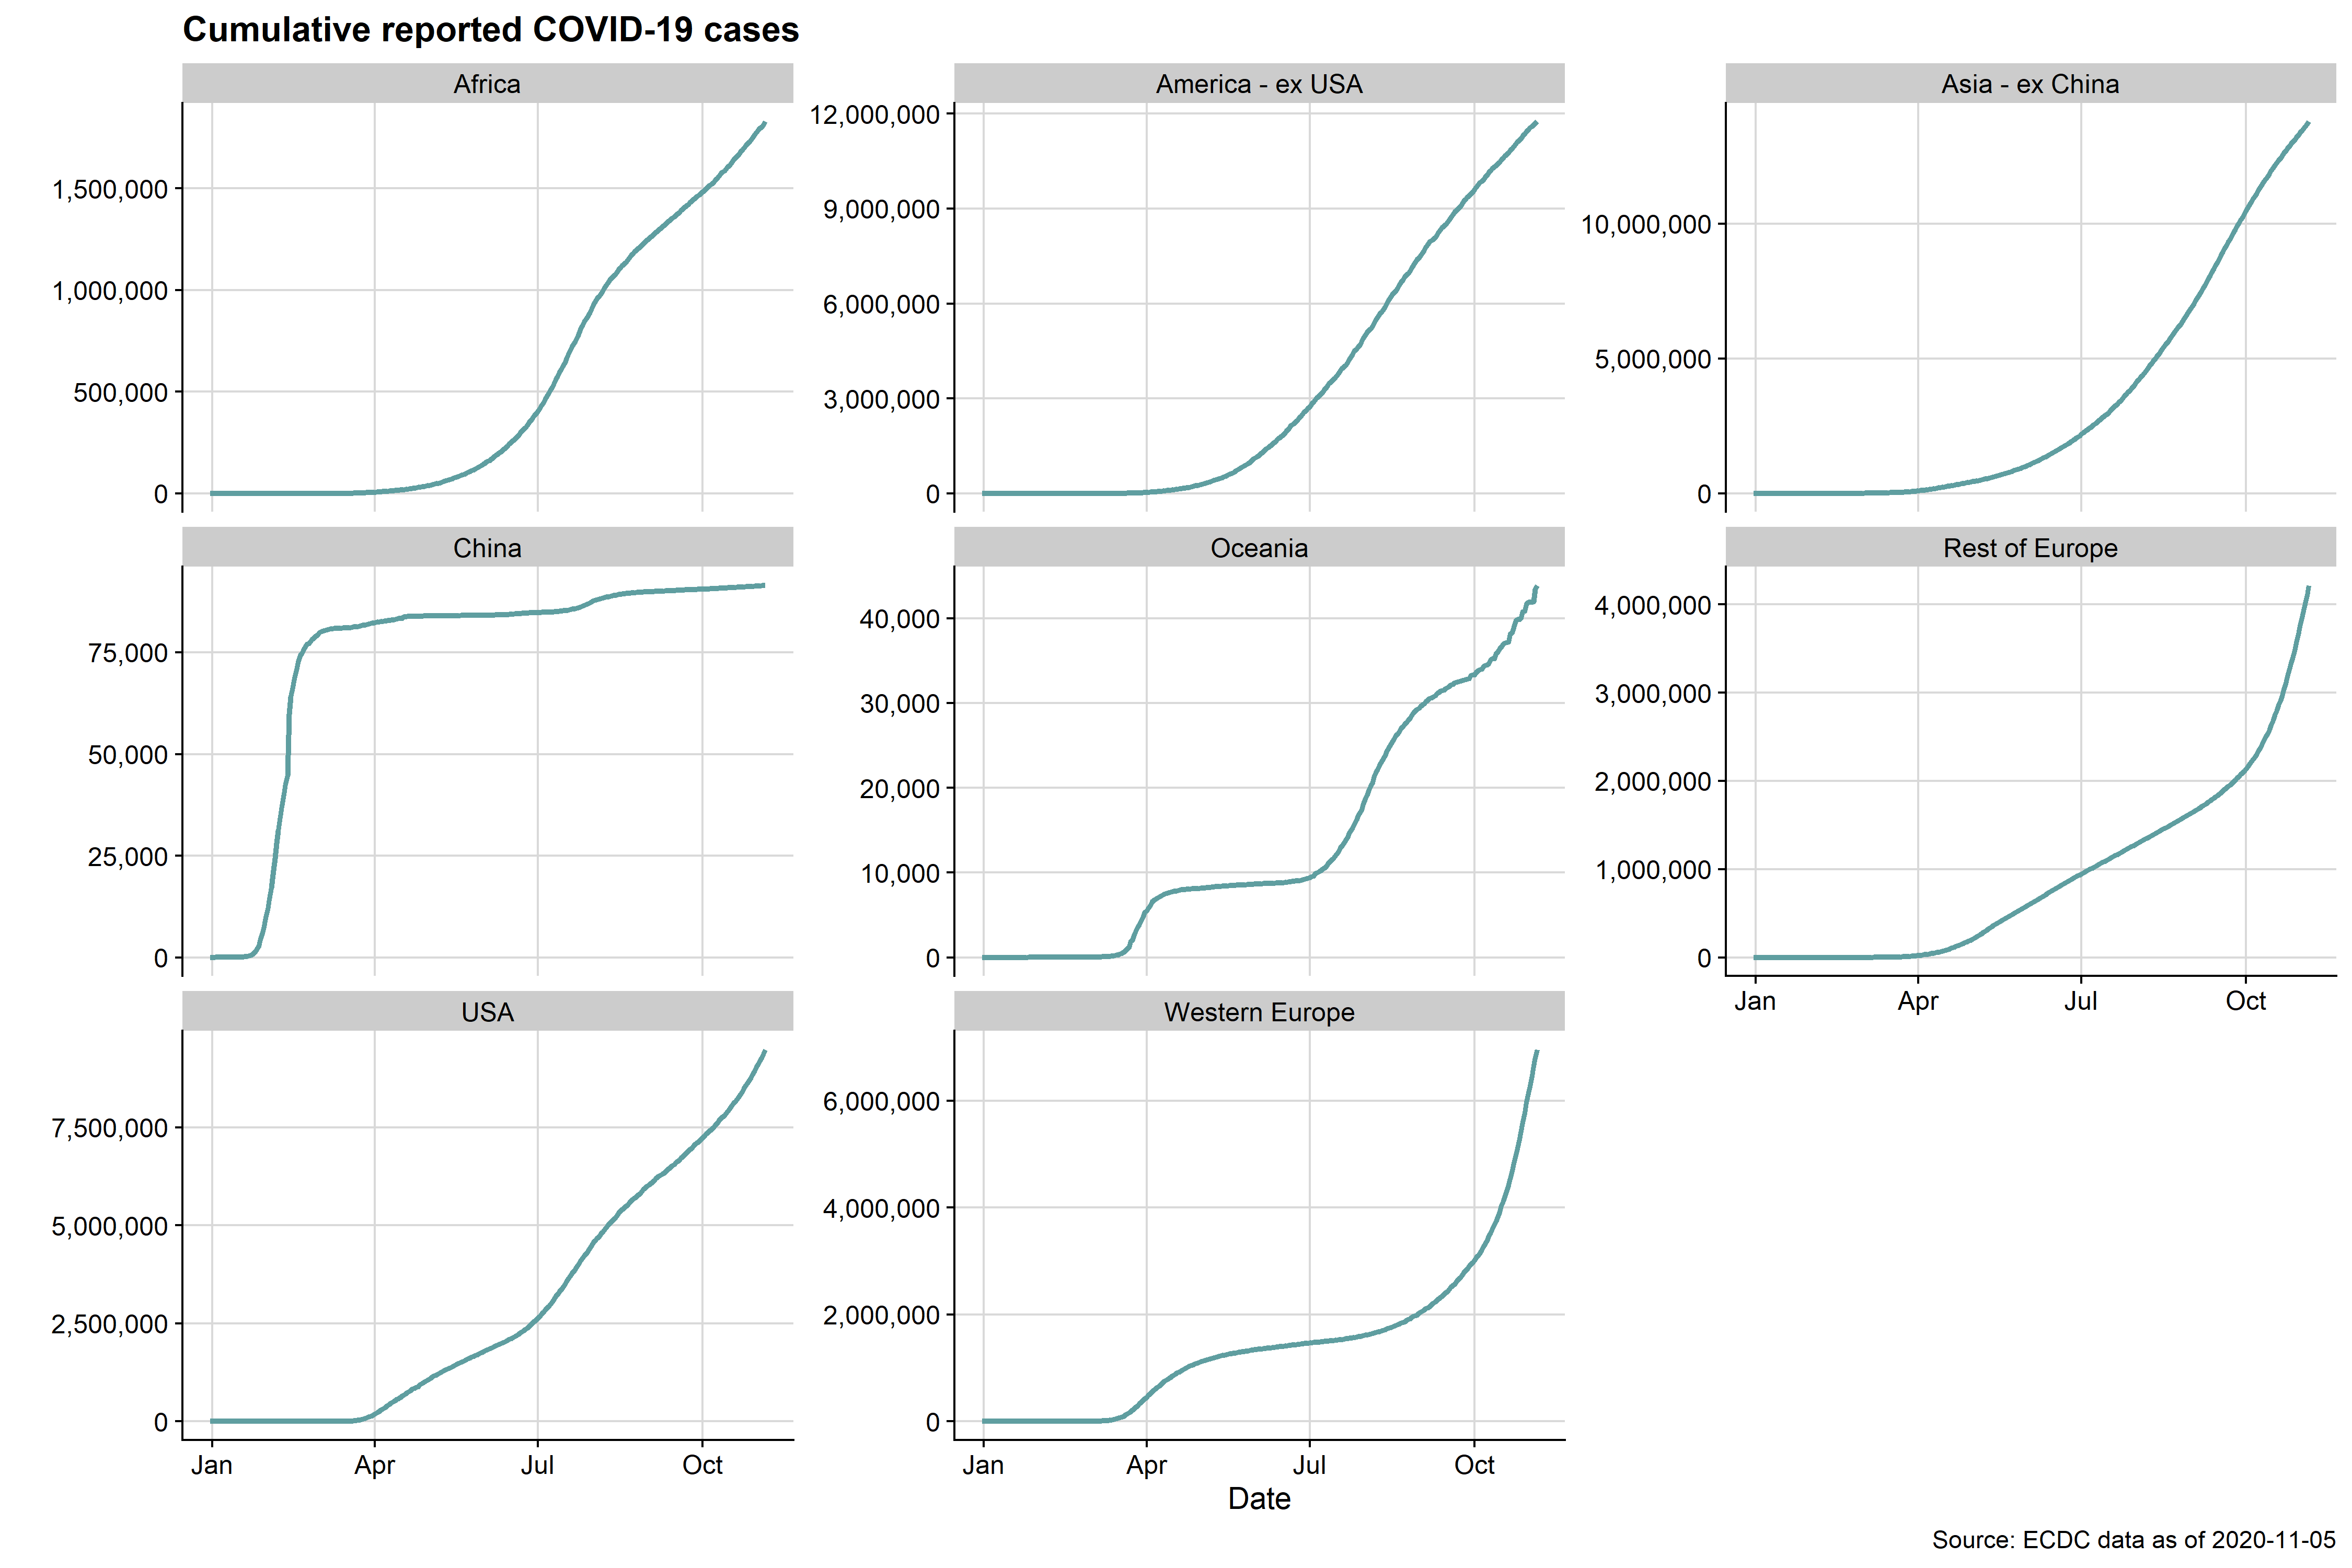 Cumulative reported COVID-19 cases
Africa
1,500,000
1,000,000
500,000
0
America - ex USA
12,000,000
9,000,000
6,000,000
3,000,000
0
Asia - ex China
10,000,000
5,000,000
0
China
75,000
50,000
25,000
0
Oceania
40,000
30,000
20,000
10,000
0
Rest of Europe
4,000,000
3,000,000
2,000,000
1,000,000
0
Jan Apr Jul Oct
USA
7,500,000
5,000,000
2,500,000
0
Jan Apr Jul Oct
Western Europe
6,000,000
4,000,000
2,000,000
0
Jan Apr Jul Oct
Date
Source: ECDC data as of 2020-11-05